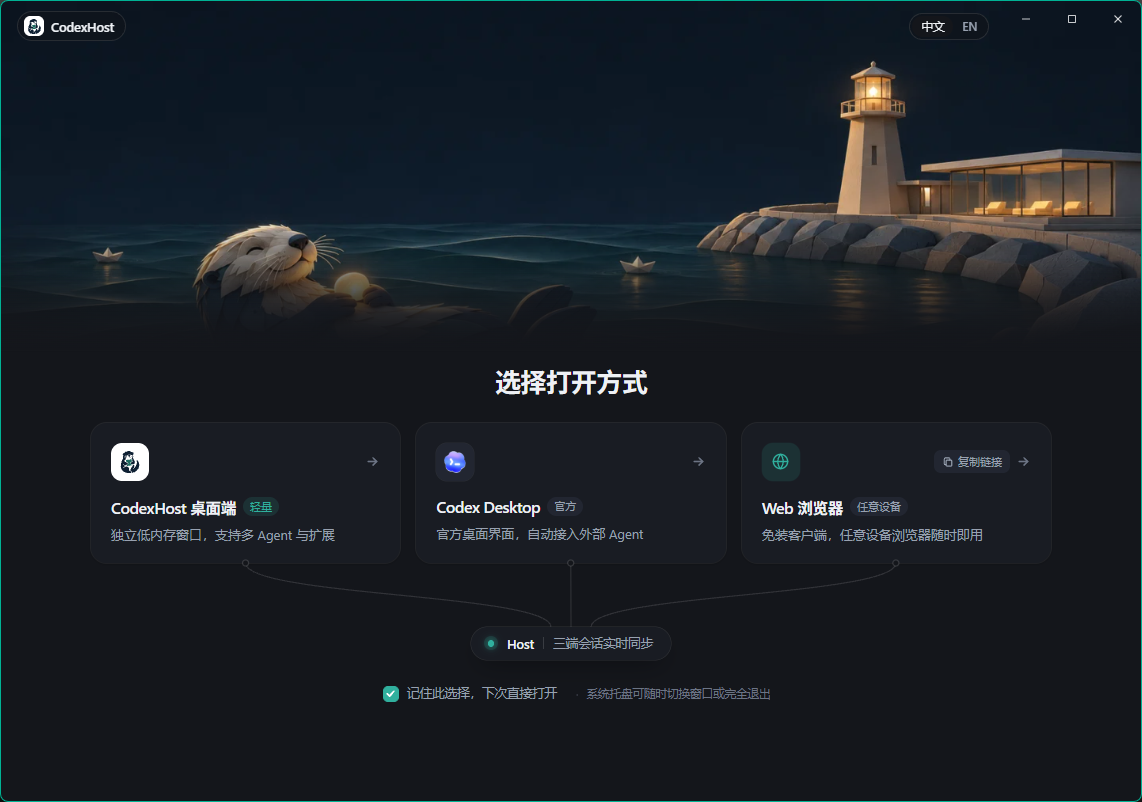 CodexHost
中文 EN
选择打开方式
复制链接
CodexHost 桌面端 轻量
独立低内存窗口，支持多 Agent 与扩展
Codex Desktop 官方
官方桌面界面，自动接入外部 Agent
Web 浏览器 任意设备
免装客户端，任意设备浏览器随时即用
Host 三端会话实时同步
记住此选择，下次直接打开 · 系统托盘可随时切换窗口或完全退出